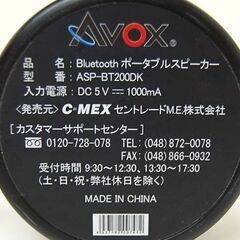 AVOX®
品 名： Bluetooth ポータブルスピーカー
型 番： ASP-BT200DK
入力電源： DC 5V ⎓ 1000mA
＜発売元＞ C-MEX セントレードM.E.株式会社
［カスタマーサポートセンター］
0120-728-078 TEL: (048) 872-0078
FAX: (048) 866-0932
受付時間 9:30~12:30、13:30~17:30
（土・日・祝・弊社休日を除く）
MADE IN CHINA